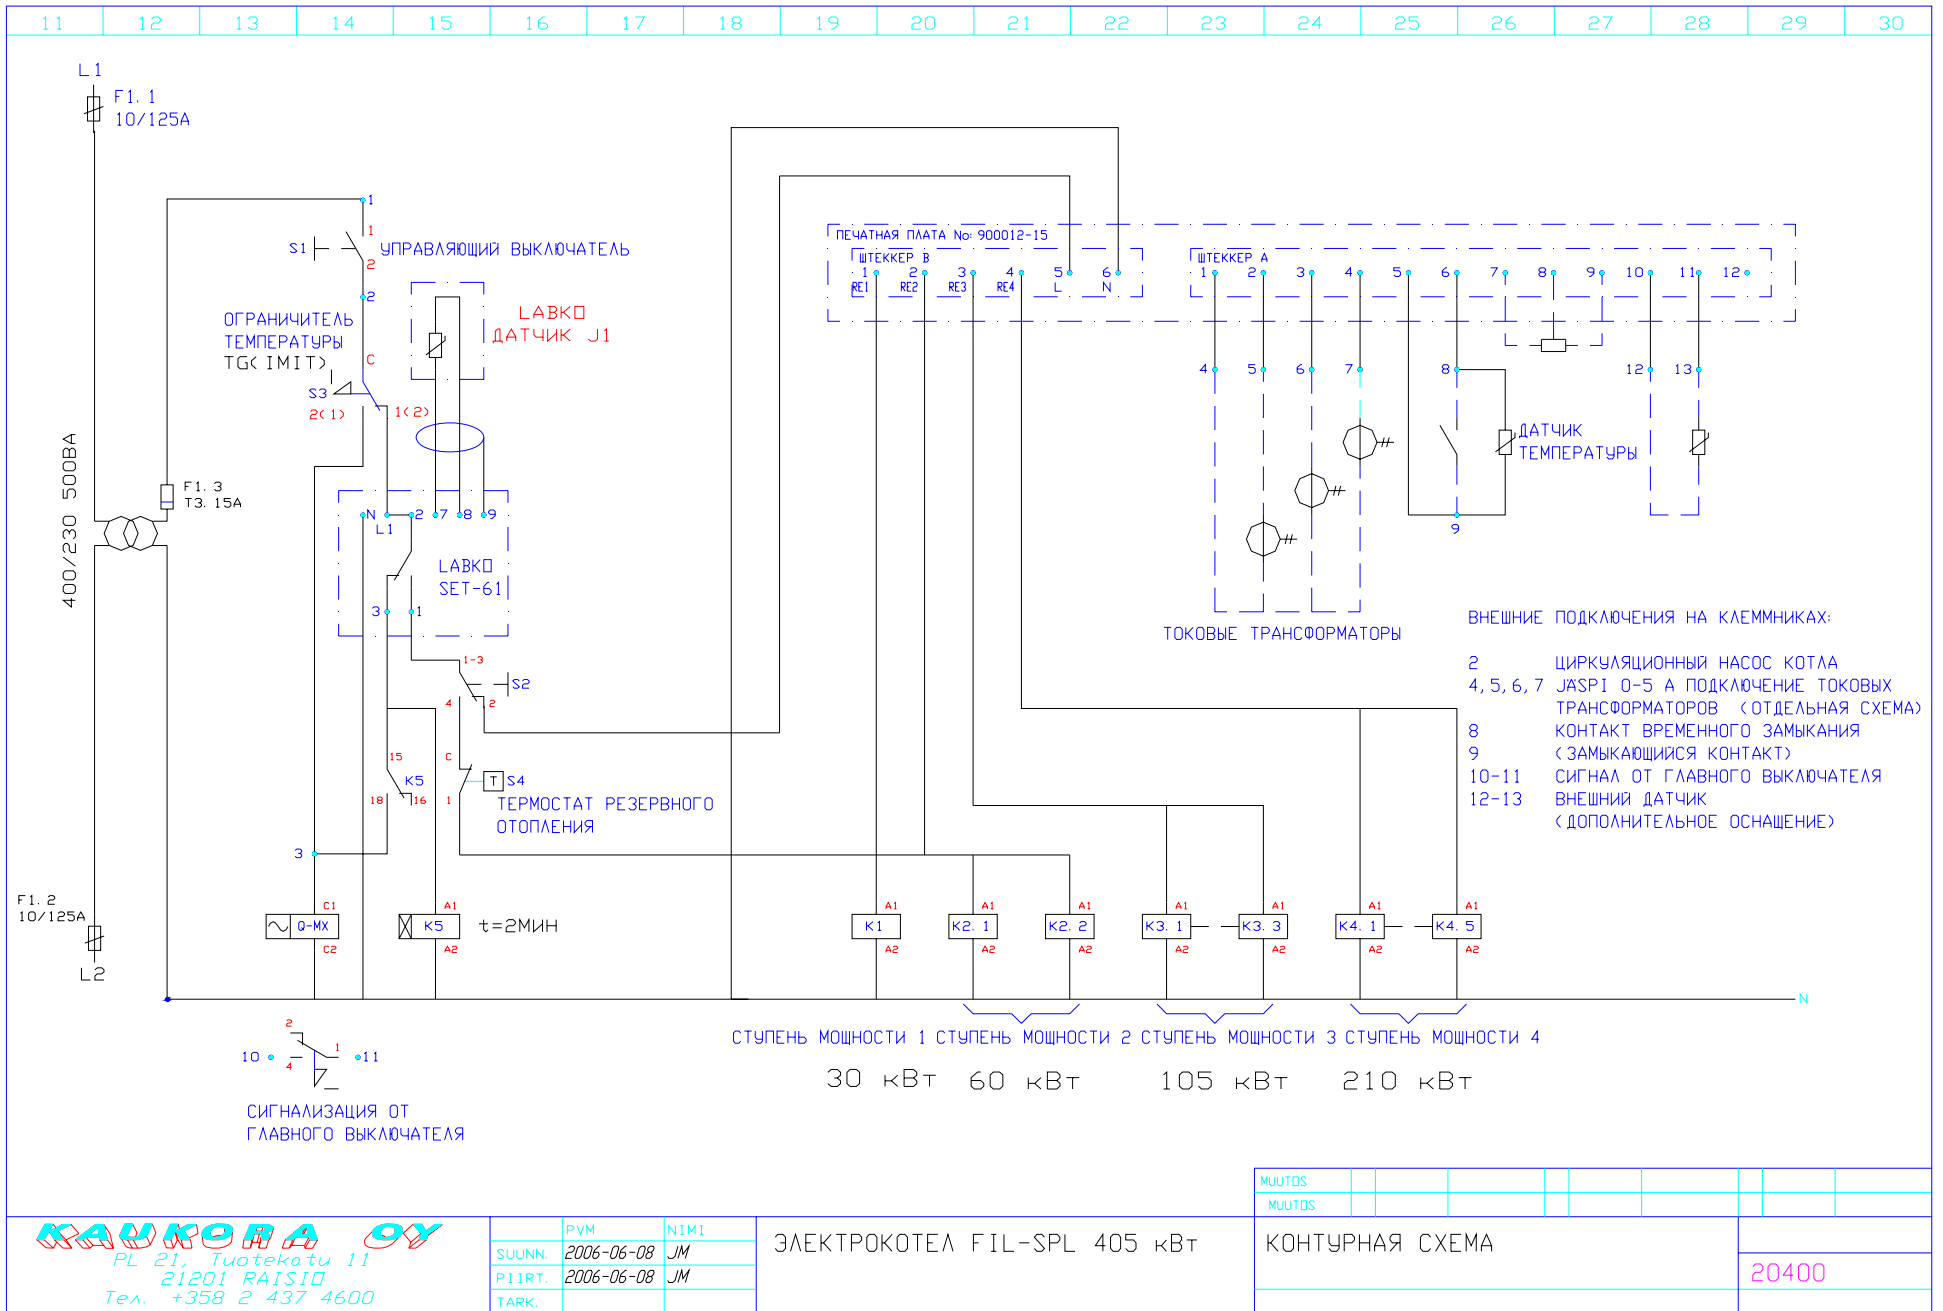 11 12 13 14 15 16 17 18 19 20 21 22 23 24 25 26 27 28 29 30
L1
F1.1
10/125A
1
1
S1
УПРАВЛЯЮЩИЙ ВЫКЛЮЧАТЕЛЬ
2
2
ОГРАНИЧИТЕЛЬ
ТЕМПЕРАТУРЫ
TG(IMIT)
C
S3
2(1)
1(2)
LABKO
ДАТЧИК J1
400/230 500ВА
F1.3
T3.15A
N
L1
2
7
8
9
LABKO
SET-61
3
1
1-3
S2
4
2
15
K5
18
16
C
T
S4
1
ТЕРМОСТАТ РЕЗЕРВНОГО
ОТОПЛЕНИЯ
3
F1.2
10/125A
L2
C1
Q-MX
C2
A1
K5
A2
t=2МИН
ПЕЧАТНАЯ ПЛАТА No: 900012-15
ШТЕККЕР B
1 2 3 4 5 6
RE1 RE2 RE3 RE4 L N
ШТЕККЕР A
1 2 3 4 5 6 7 8 9 10 11 12
4 5 6 7 8 12 13
ДАТЧИК
ТЕМПЕРАТУРЫ
9
ТОКОВЫЕ ТРАНСФОРМАТОРЫ
ВНЕШНИЕ ПОДКЛЮЧЕНИЯ НА КЛЕММНИКАХ:
2 ЦИРКУЛЯЦИОННЫЙ НАСОС КОТЛА
4,5,6,7 JÄSPI 0-5 A ПОДКЛЮЧЕНИЕ ТОКОВЫХ
ТРАНСФОРМАТОРОВ (ОТДЕЛЬНАЯ СХЕМА)
8 КОНТАКТ ВРЕМЕННОГО ЗАМЫКАНИЯ
9 (ЗАМЫКАЮЩИЙСЯ КОНТАКТ)
10-11 СИГНАЛ ОТ ГЛАВНОГО ВЫКЛЮЧАТЕЛЯ
12-13 ВНЕШНИЙ ДАТЧИК
(ДОПОЛНИТЕЛЬНОЕ ОСНАЩЕНИЕ)
A1 A1 A1 A1 A1 A1 A1
K1 K2.1 K2.2 K3.1 K3.3 K4.1 K4.5
A2 A2 A2 A2 A2 A2 A2
N
СТУПЕНЬ МОЩНОСТИ 1 СТУПЕНЬ МОЩНОСТИ 2 СТУПЕНЬ МОЩНОСТИ 3 СТУПЕНЬ МОЩНОСТИ 4
30 кВт 60 кВт 105 кВт 210 кВт
2
1
10
11
4
СИГНАЛИЗАЦИЯ ОТ
ГЛАВНОГО ВЫКЛЮЧАТЕЛЯ
MUUTOS
MUUTOS
KAUKORA OY
PL 21, Tuotekatu 11
21201 RAISIO
Тел. +358 2 437 4600
PVM NIMI
SUUNN. 2006-06-08 JM
PIIRT. 2006-06-08 JM
TARK.
ЭЛЕКТРОКОТЕЛ FIL-SPL 405 кВт
КОНТУРНАЯ СХЕМА
20400